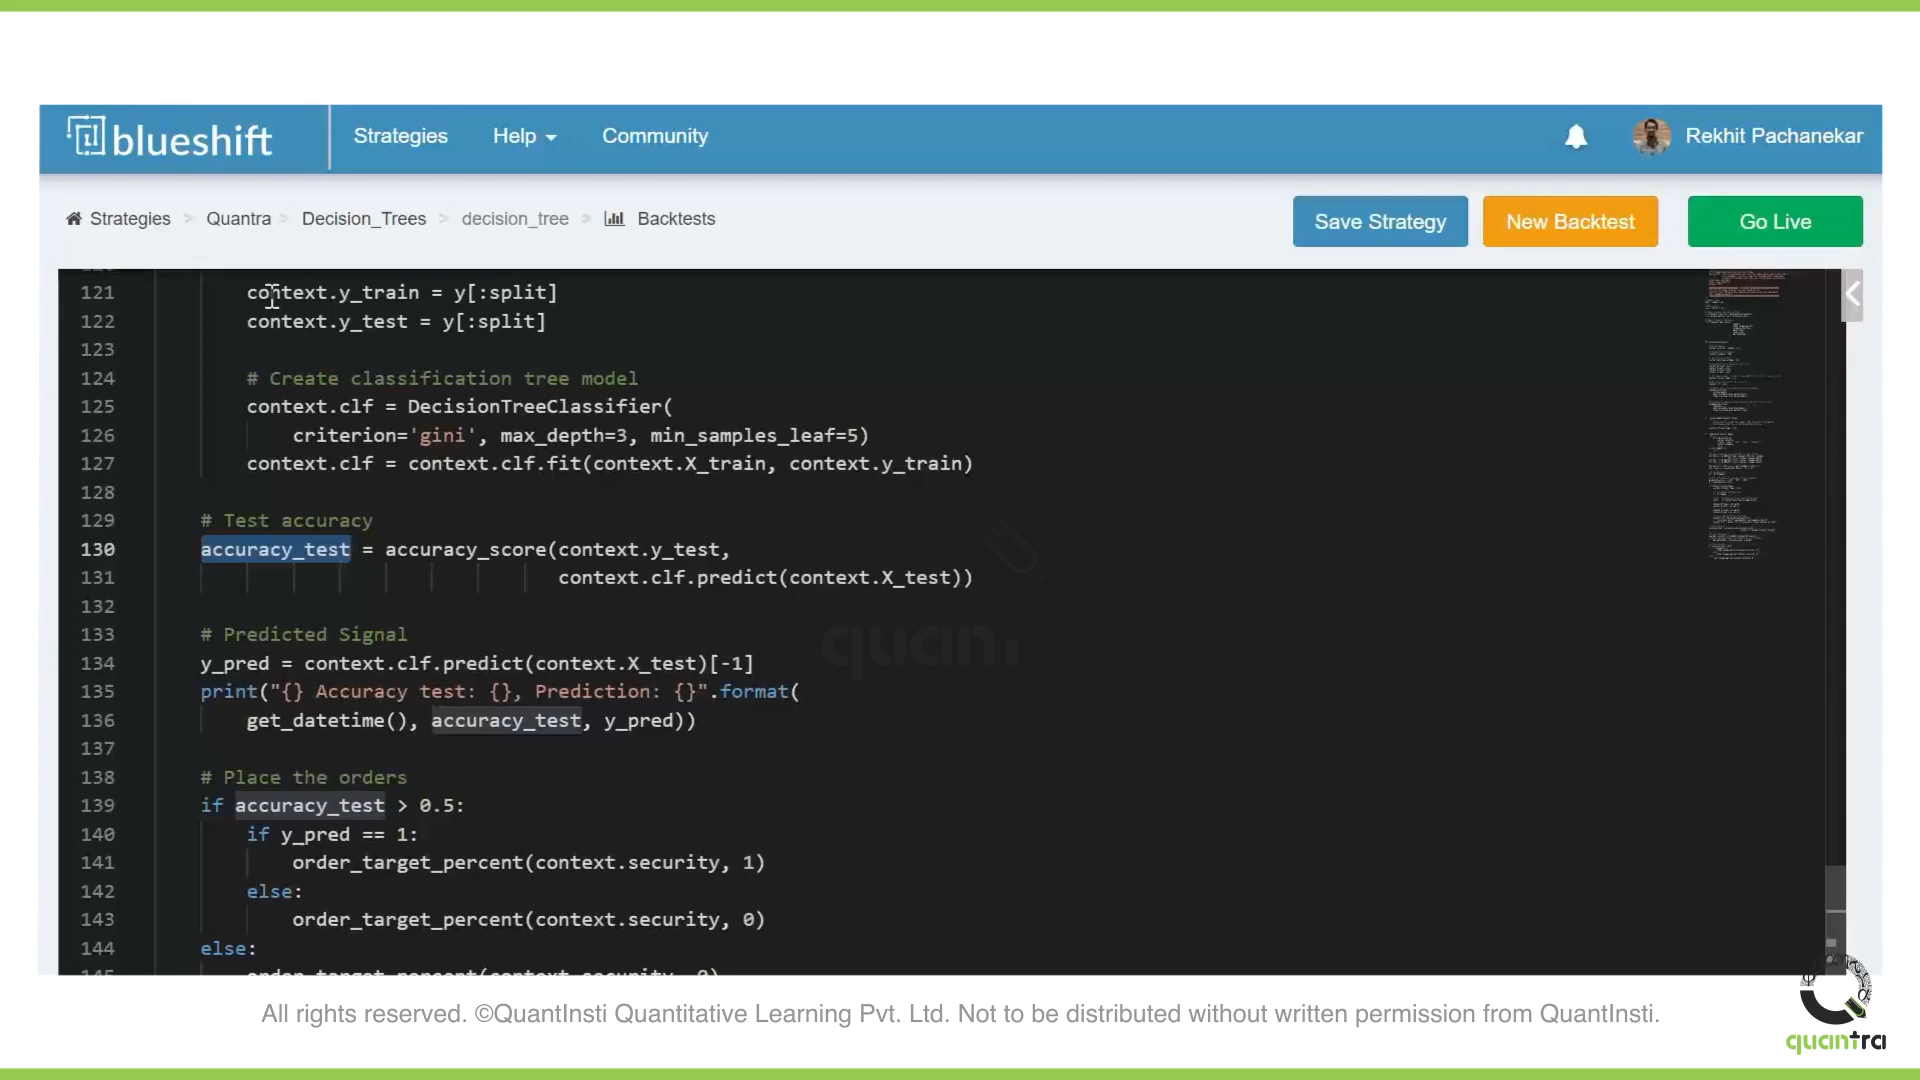 blueshift
Strategies Help Community
Rekhit Pachanekar
Strategies > Quantra > Decision_Trees > decision_tree > Backtests
Save Strategy New Backtest Go Live
121 context.y_train = y[:split]
122 context.y_test = y[:split]
123
124 # Create classification tree model
125 context.clf = DecisionTreeClassifier(
126 criterion='gini', max_depth=3, min_samples_leaf=5)
127 context.clf = context.clf.fit(context.X_train, context.y_train)
128
129 # Test accuracy
130 accuracy_test = accuracy_score(context.y_test,
131 context.clf.predict(context.X_test))
132
133 # Predicted Signal
134 y_pred = context.clf.predict(context.X_test)[-1]
135 print("{} Accuracy test: {}, Prediction: {}".format(
136 get_datetime(), accuracy_test, y_pred))
137
138 # Place the orders
139 if accuracy_test > 0.5:
140 if y_pred == 1:
141 order_target_percent(context.security, 1)
142 else:
143 order_target_percent(context.security, 0)
144 else:
145 order_target_percent(context.security, 0)
All rights reserved. ©QuantInsti Quantitative Learning Pvt. Ltd. Not to be distributed without written permission from QuantInsti.
quantra